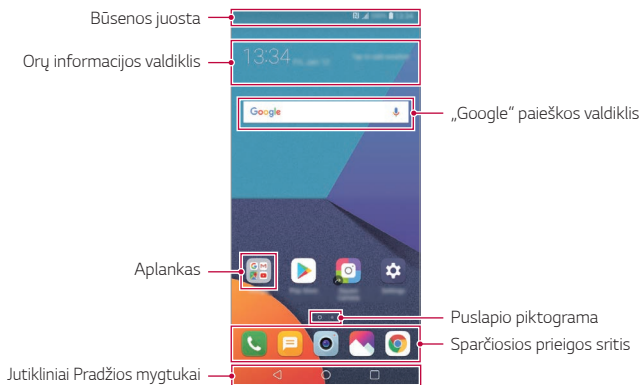 Būsenos juosta
Orų informacijos valdiklis
13:34
Google
„Google“ paieškos valdiklis
Aplankas
Puslapio piktograma
Sparčiosios prieigos sritis
Jutikliniai Pradžios mygtukai